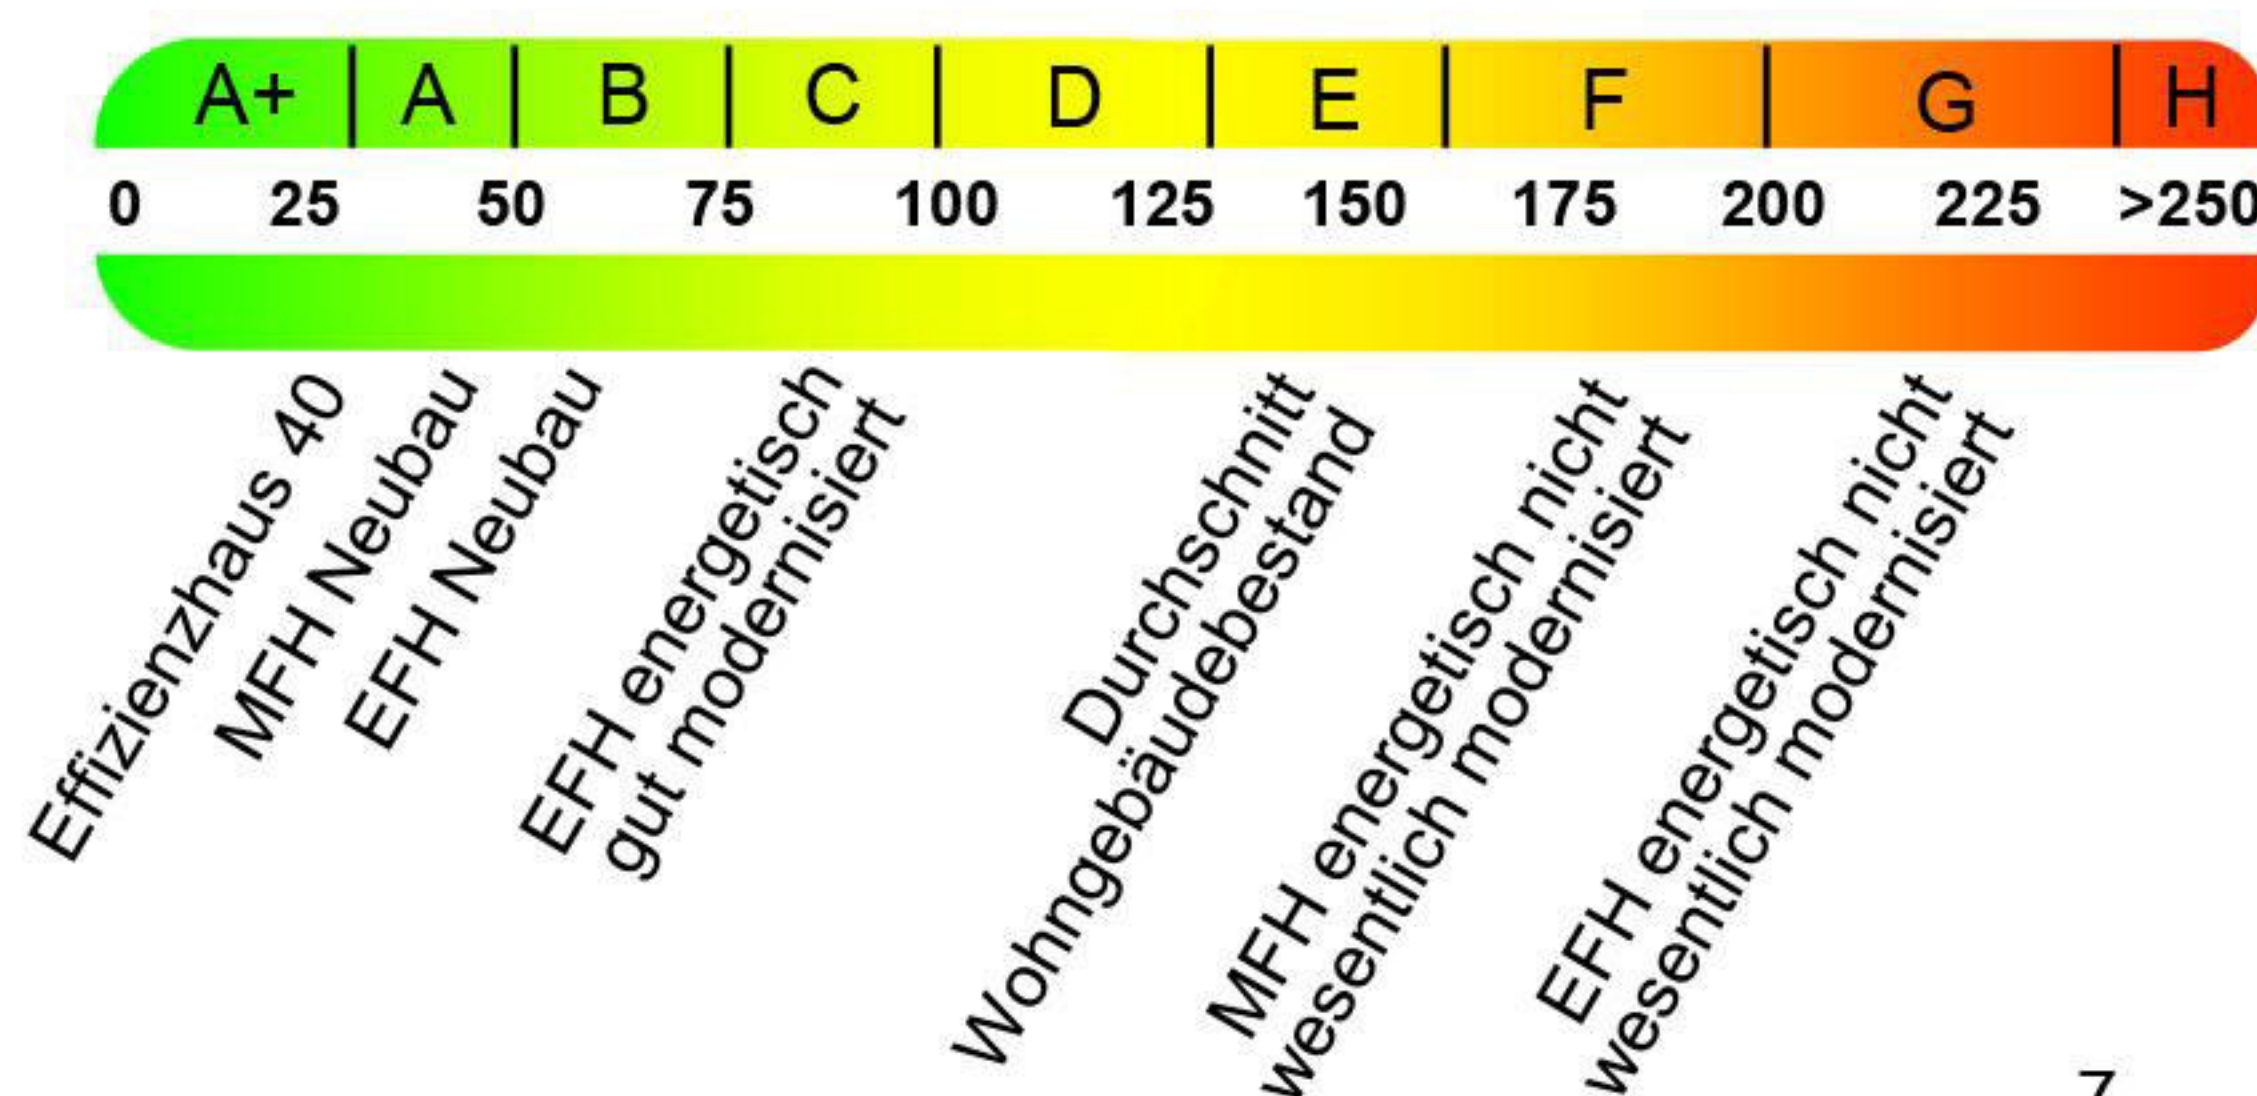 A+ A B C D E F G H
0 25 50 75 100 125 150 175 200 225 >250
Effizienzhaus 40
MFH Neubau
EFH Neubau
EFH energetisch
gut modernisiert
Durchschnitt
Wohngebäudebestand
MFH energetisch nicht
wesentlich modernisiert
EFH energetisch nicht
wesentlich modernisiert
7